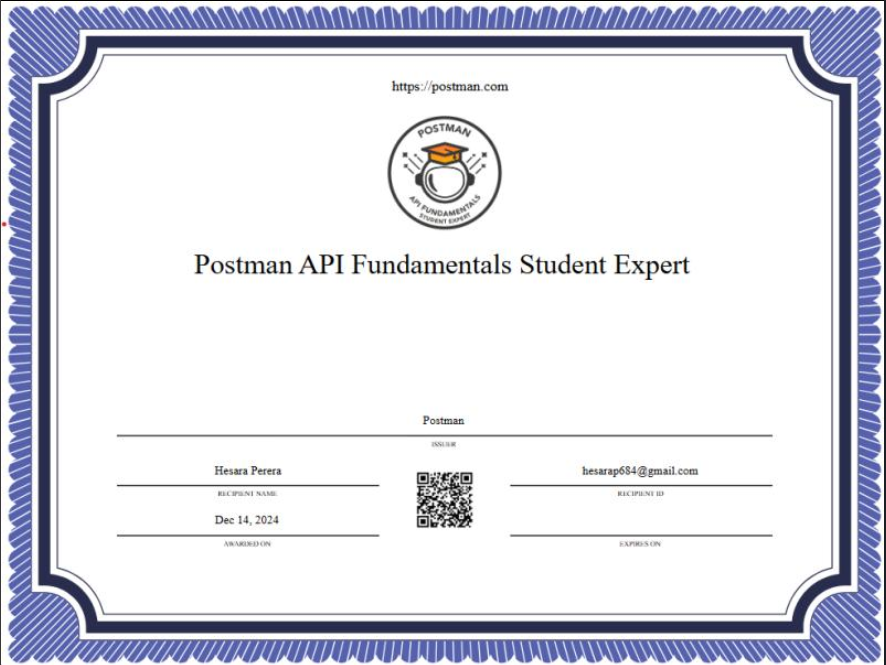 https://postman.com
POSTMAN
API FUNDAMENTALS
STUDENT EXPERT
Postman API Fundamentals Student Expert
Postman
ISSUER
Hesara Perera
hesarap684@gmail.com
RECIPIENT NAME
RECIPIENT ID
Dec 14, 2024
AWARDED ON
EXPIRES ON